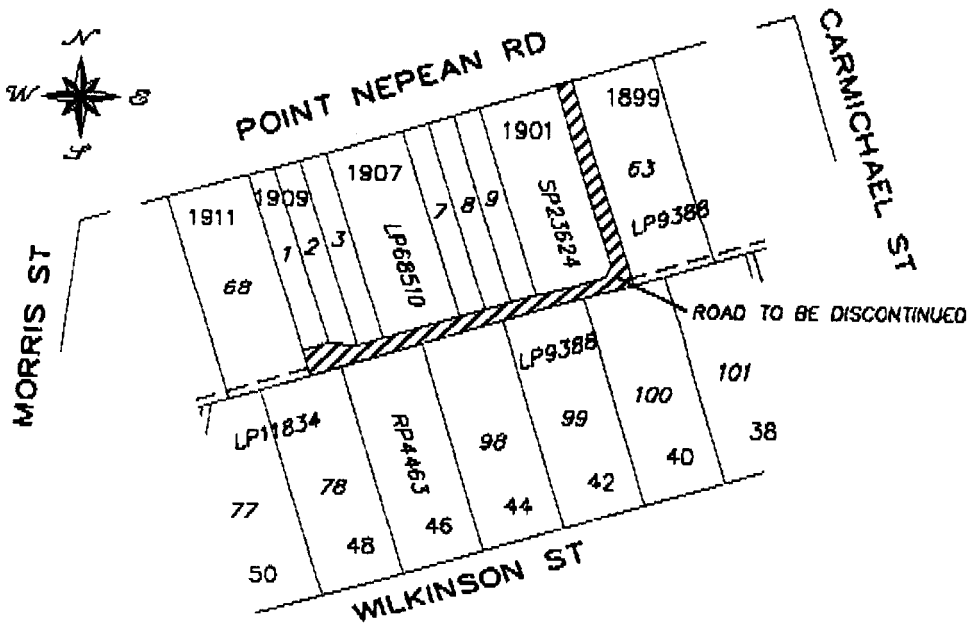 N
W E
S
POINT NEPEAN RD
CARMICHAEL ST
MORRIS ST
1911
1909
1907
1901
1899
68
1
2
3
LP68510
7
8
9
SP23624
63
LP9388
ROAD TO BE DISCONTINUED
LP9388
LP11834
77
78
RP4463
98
99
100
101
50
48
46
44
42
40
38
WILKINSON ST